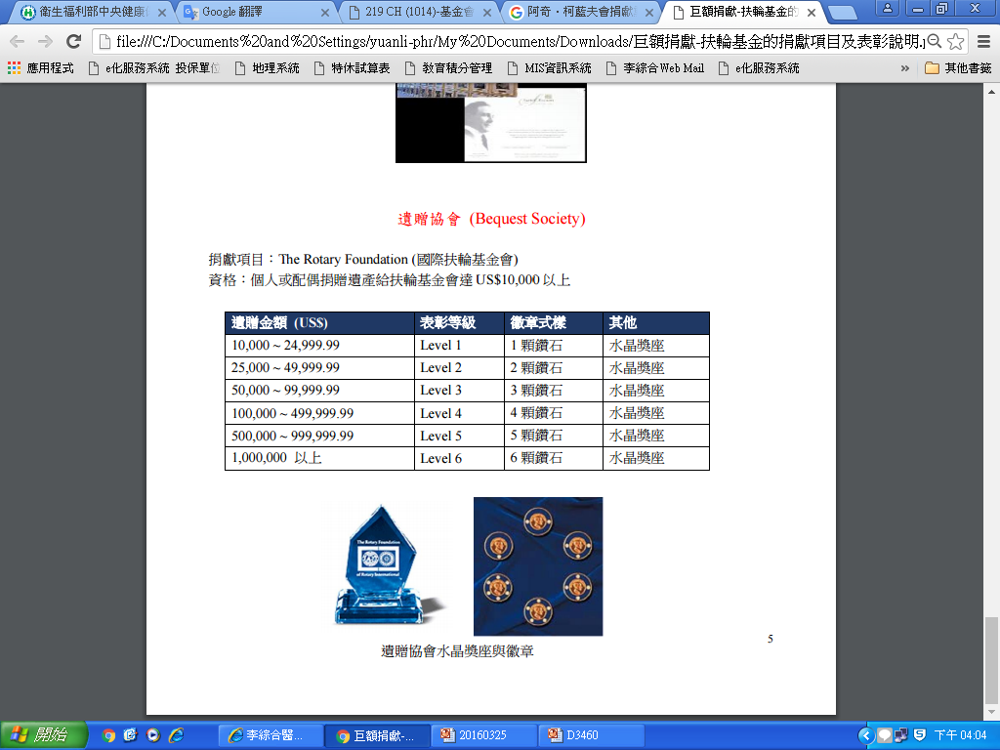 衛生福利部中央健康
Google 翻譯
219 CH (1014)-基金會
阿奇・柯藍夫會捐獻
巨額捐獻-扶輪基金的
file:///C:/Documents%20and%20Settings/yuanli-phr/My%20Documents/Downloads/巨額捐獻-扶輪基金的捐獻項目及表彰說明.
應用程式
e化服務系統 投保單位
地理系統
特休試算表
教育積分管理
MIS資訊系統
李綜合Web Mail
e化服務系統
»
其他書籤
遺贈協會 (Bequest Society)
捐獻項目：The Rotary Foundation (國際扶輪基金會)
資格：個人或配偶捐贈遺產給扶輪基金會達 US$10,000 以上
遺贈金額 (US$) 表彰等級 徽章式樣 其他
10,000 ~ 24,999.99 Level 1 1 顆鑽石 水晶獎座
25,000 ~ 49,999.99 Level 2 2 顆鑽石 水晶獎座
50,000 ~ 99,999.99 Level 3 3 顆鑽石 水晶獎座
100,000 ~ 499,999.99 Level 4 4 顆鑽石 水晶獎座
500,000 ~ 999,999.99 Level 5 5 顆鑽石 水晶獎座
1,000,000 以上 Level 6 6 顆鑽石 水晶獎座
The Rotary Foundation
of Rotary International
遺贈協會水晶獎座與徽章
5
開始
李綜合醫...
巨額捐獻-...
20160325
D3460
下午 04:04